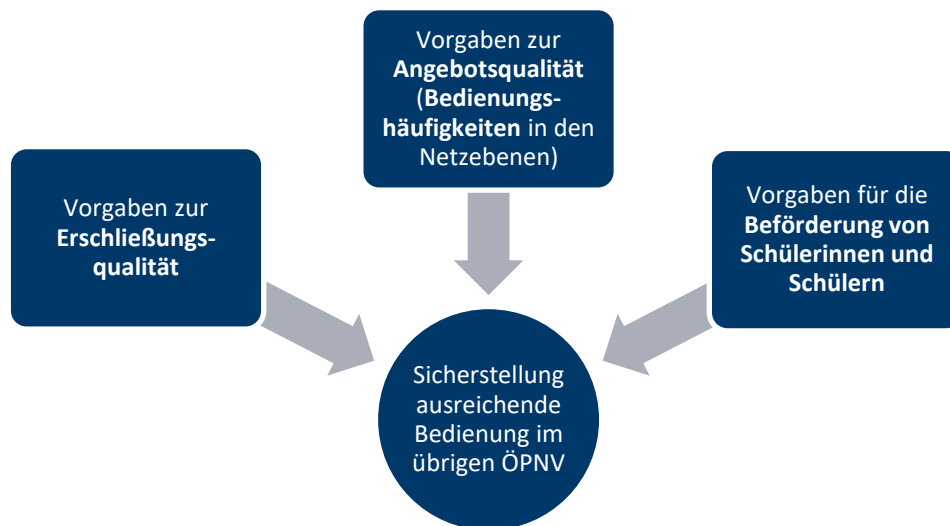 Vorgaben zur
Angebotsqualität
(Bedienungs-
häufigkeiten in den
Netzebenen)
Vorgaben zur
Erschließungs-
qualität
Vorgaben für die
Beförderung von
Schülerinnen und
Schülern
Sicherstellung
ausreichende
Bedienung im
übrigen ÖPNV